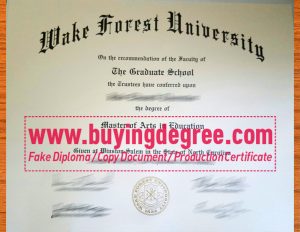 Wake Forest University
On the recommendation of the Faculty of
The Graduate School
the Trustees have conferred upon
the degree of
Master of Arts in Education
www.buyingdegree.com
Fake Diploma / Copy Document / Production Certificate
Given at Winston-Salem in the State of North Carolina